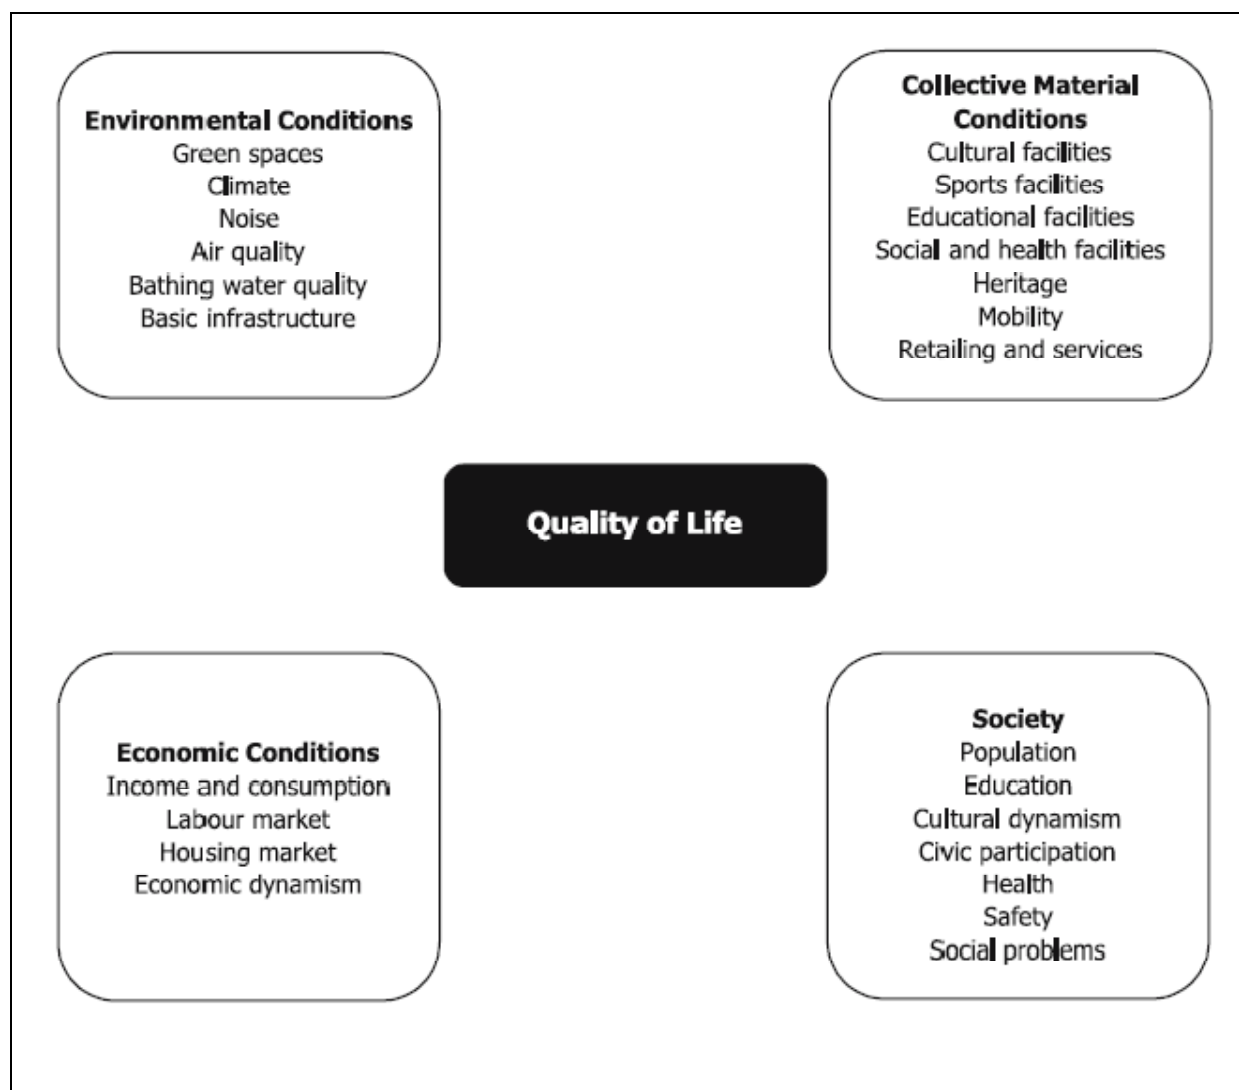 Environmental Conditions
Green spaces
Climate
Noise
Air quality
Bathing water quality
Basic infrastructure
Collective Material
Conditions
Cultural facilities
Sports facilities
Educational facilities
Social and health facilities
Heritage
Mobility
Retailing and services
Quality of Life
Economic Conditions
Income and consumption
Labour market
Housing market
Economic dynamism
Society
Population
Education
Cultural dynamism
Civic participation
Health
Safety
Social problems